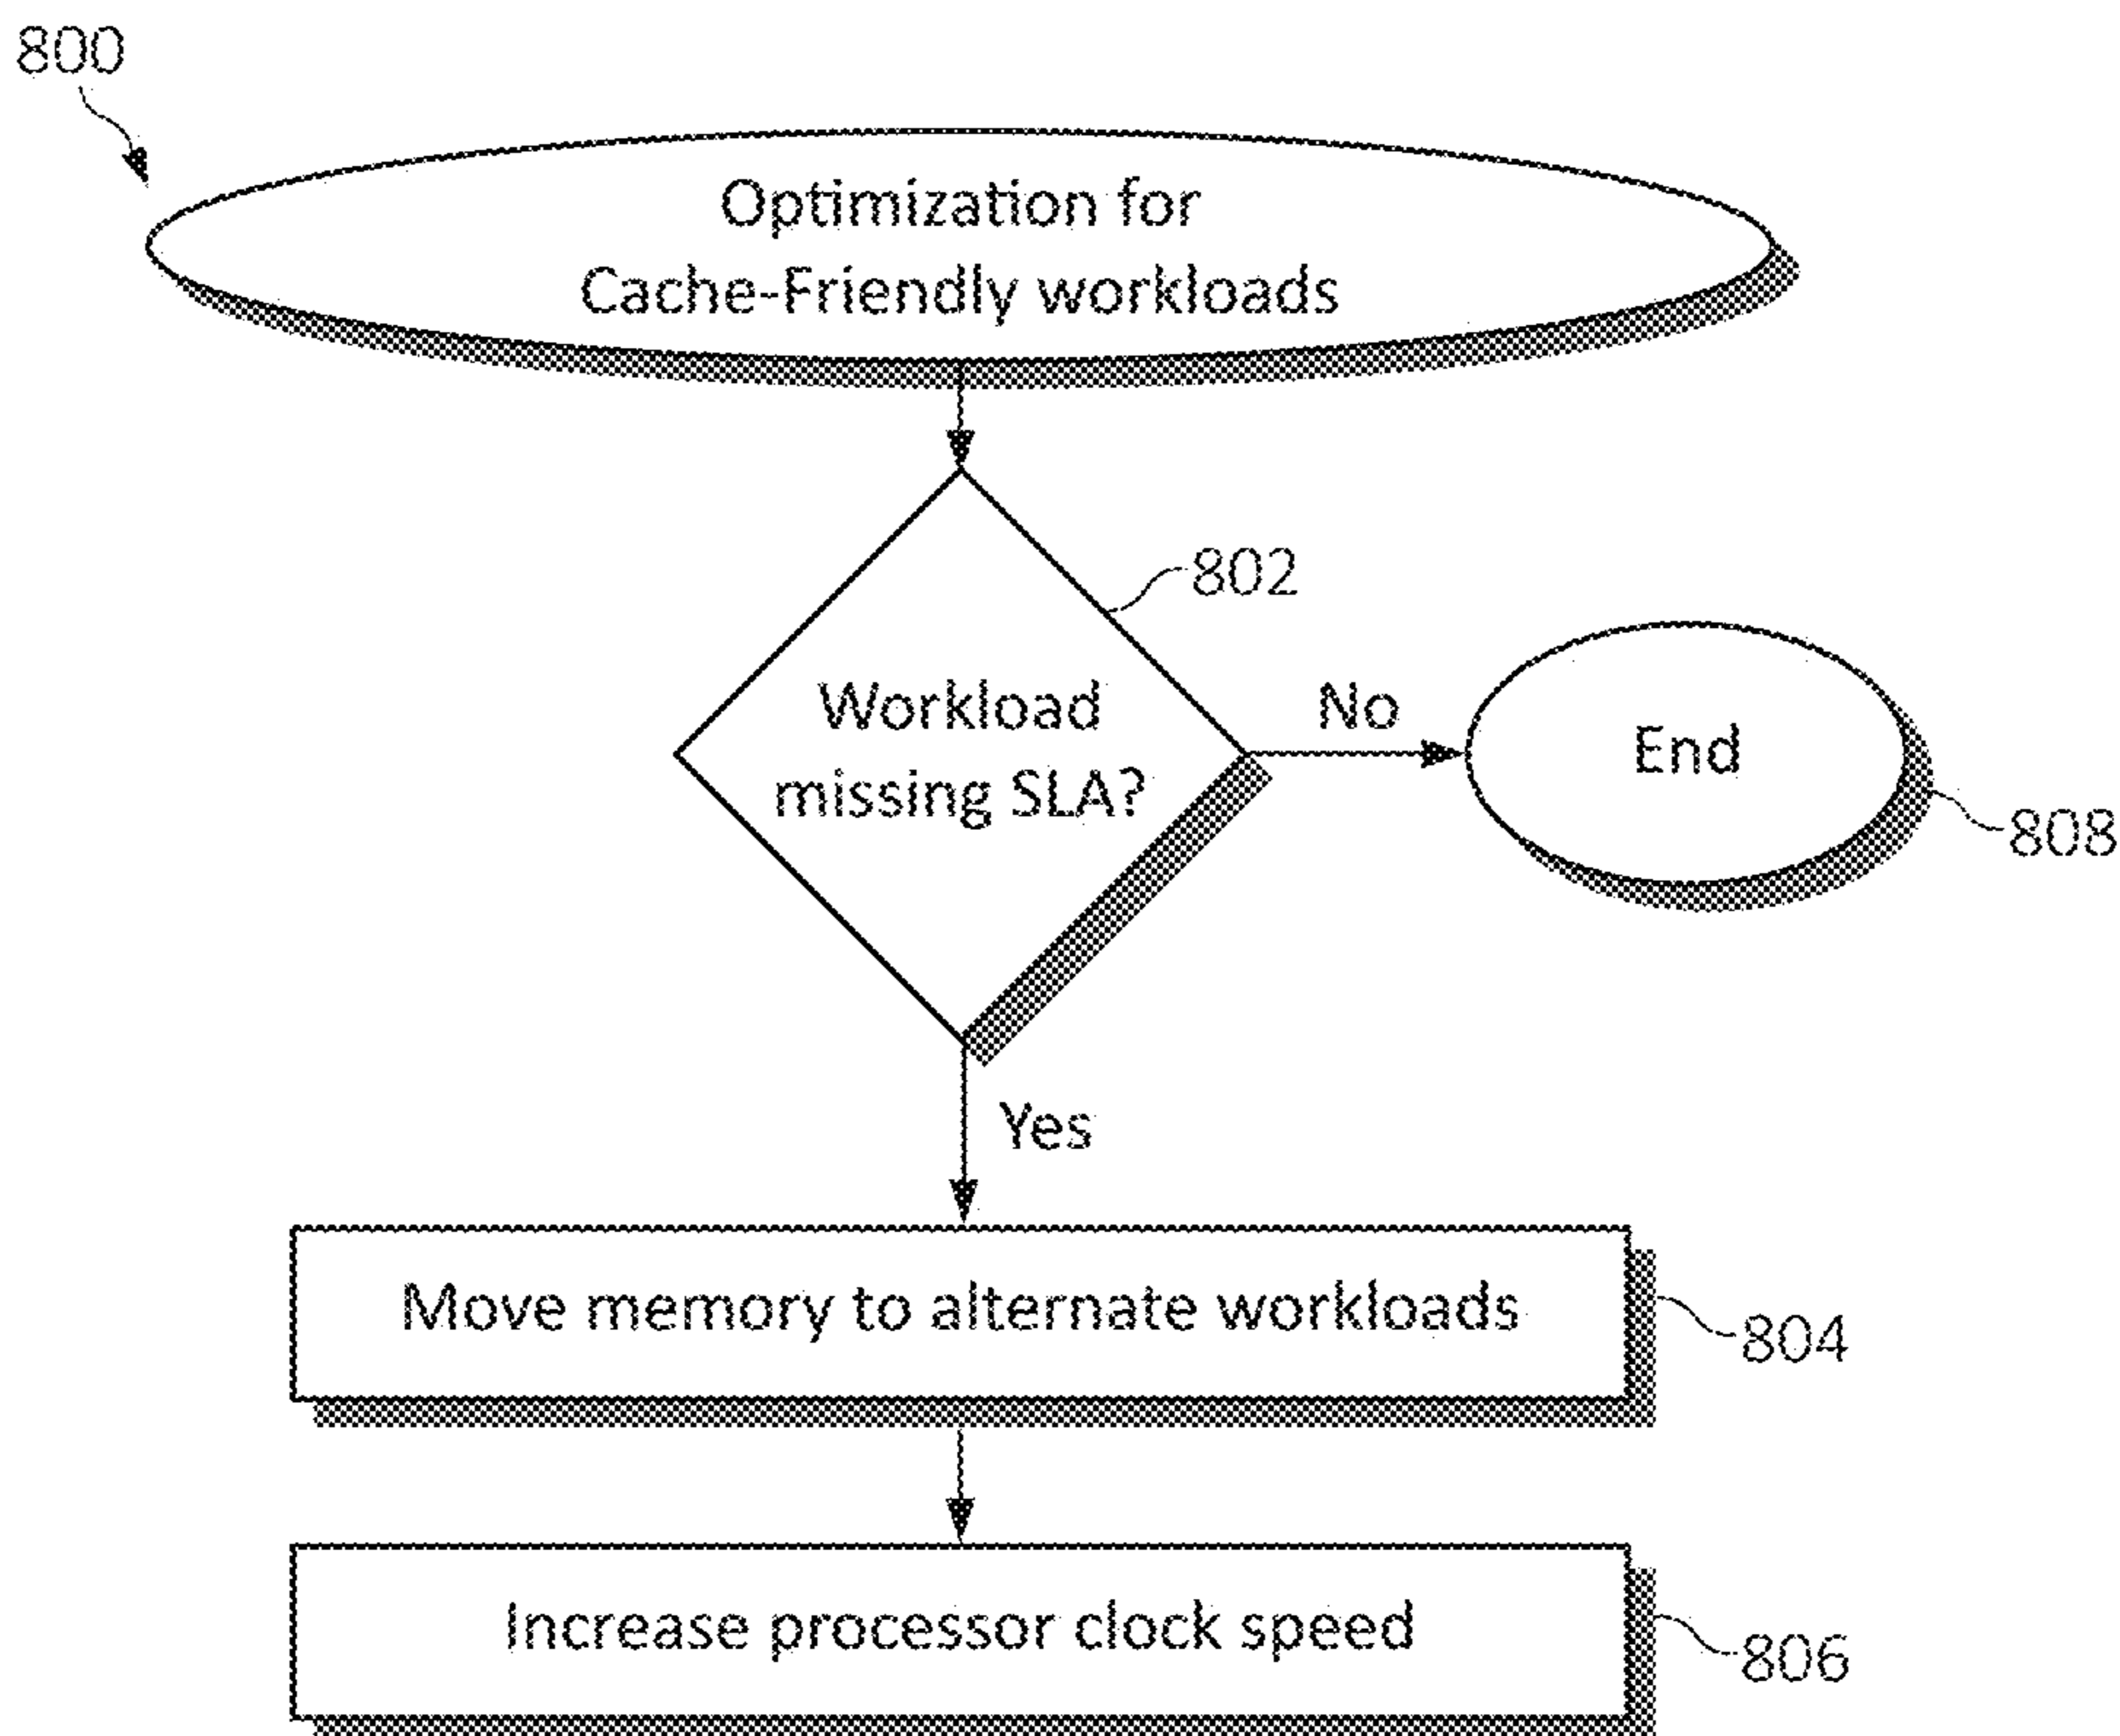 800
Optimization for
Cache-Friendly workloads
802
Workload
missing SLA?
No
End
808
Yes
Move memory to alternate workloads
804
Increase processor clock speed
806